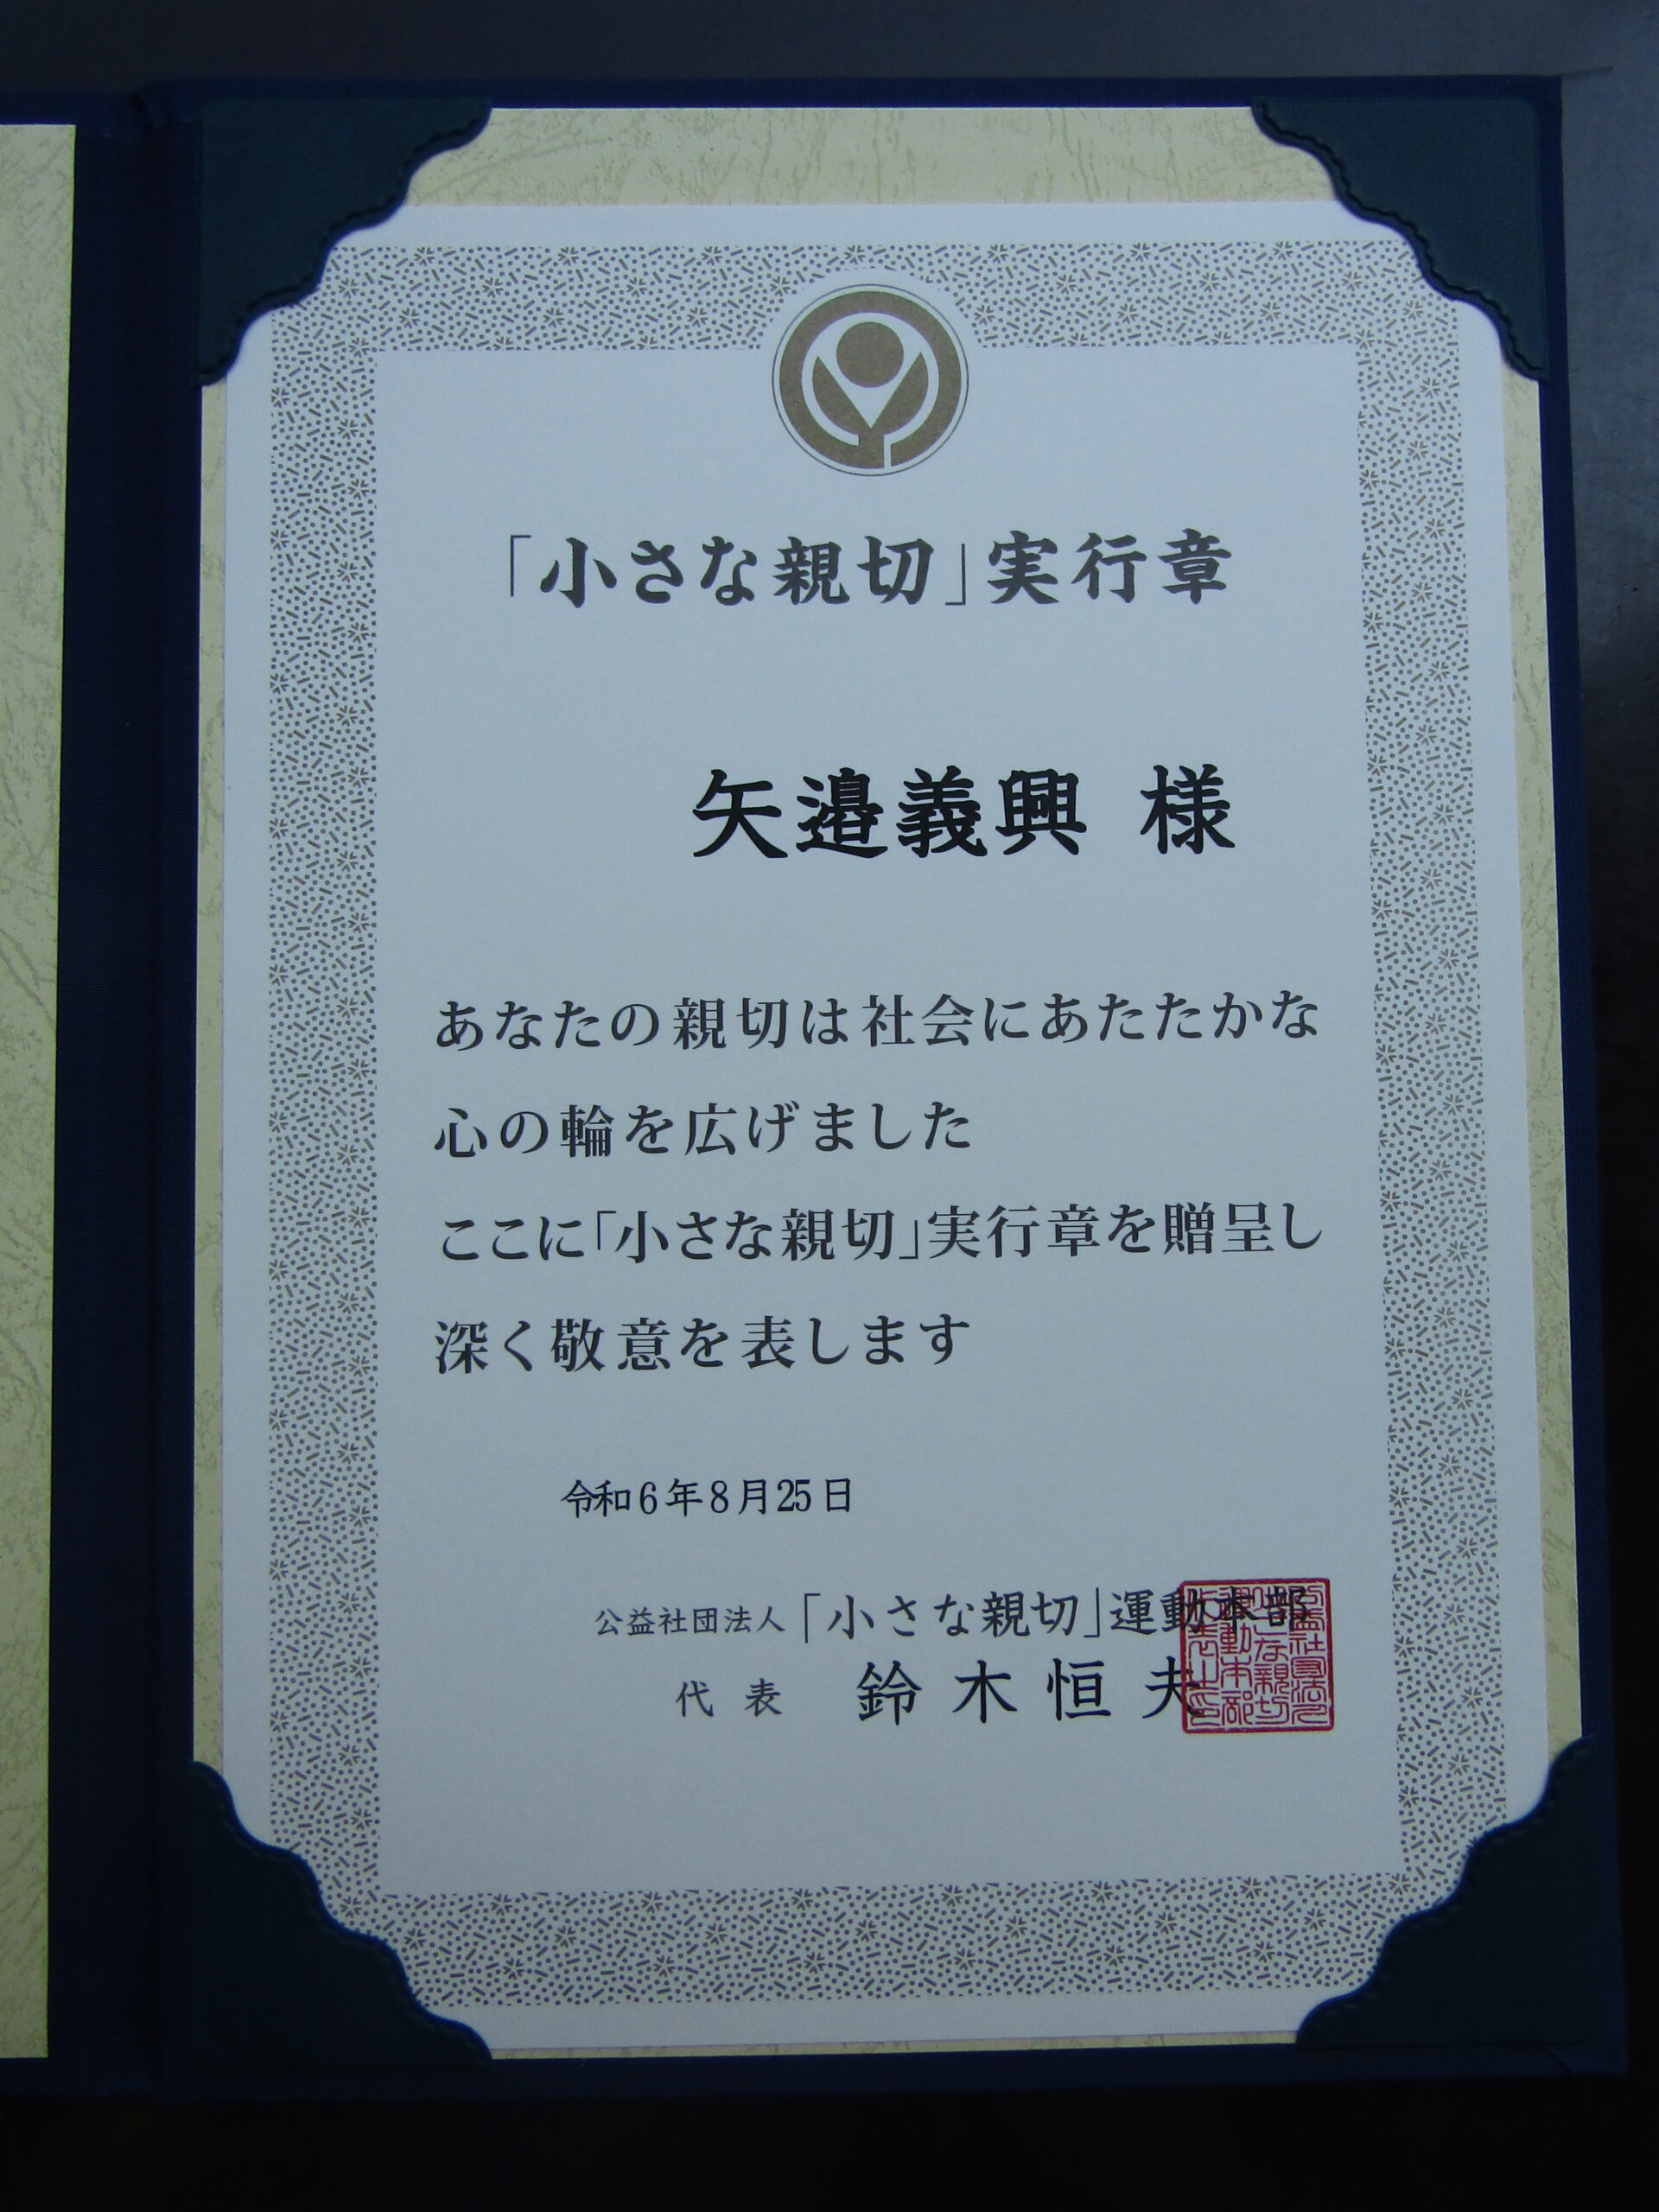 「小さな親切」実行章
矢邉義興 様
あなたの親切は社会にあたたかな
心の輪を広げました
ここに「小さな親切」実行章を贈呈し
深く敬意を表します
令和6年8月25日
公益社団法人「小さな親切」運動本部
代表 鈴木恒夫